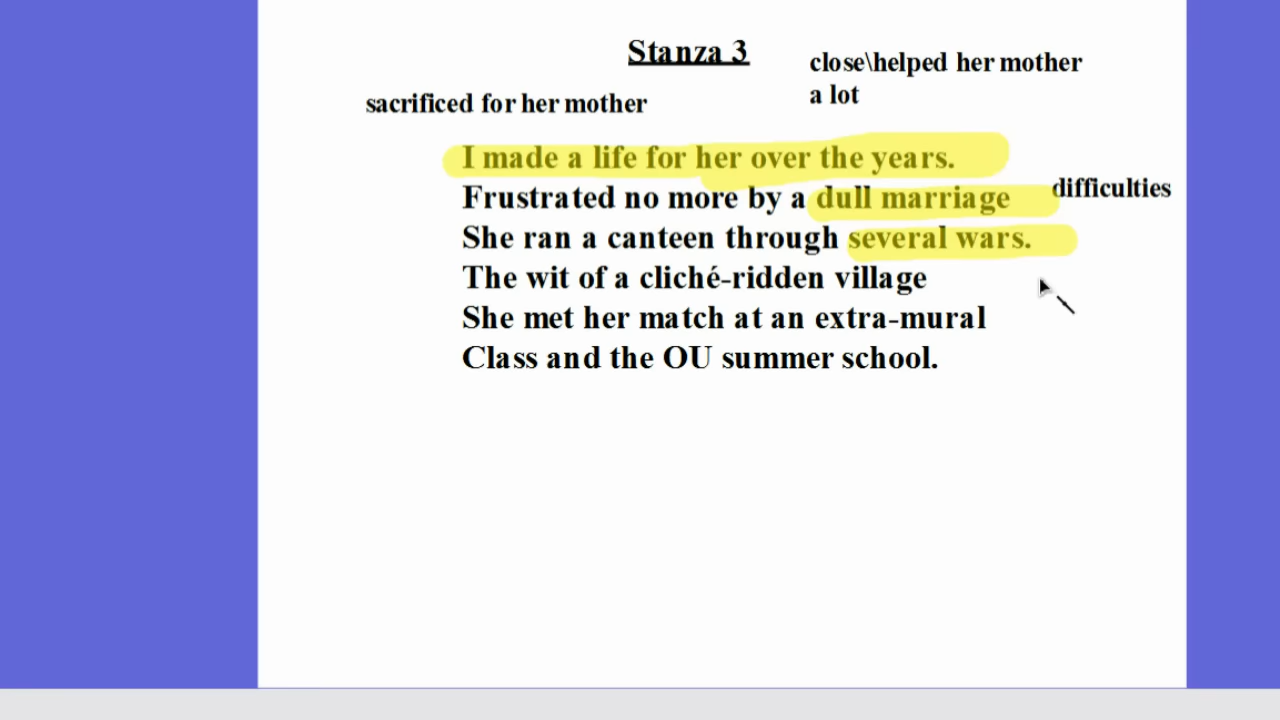 Stanza 3
close\helped her mother
a lot
sacrificed for her mother
I made a life for her over the years.
Frustrated no more by a dull marriage
difficulties
She ran a canteen through several wars.
The wit of a cliché-ridden village
She met her match at an extra-mural
Class and the OU summer school.